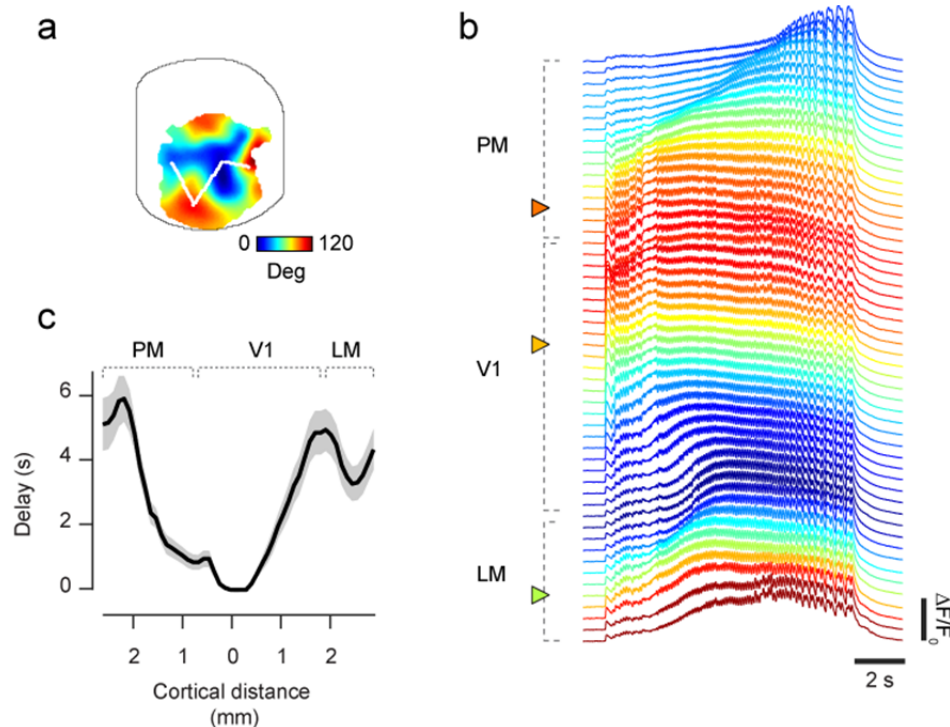 a
0 120
Deg
b
PM
V1
LM
ΔF/F
0
2 s
c
PM V1 LM
6
4
2
0
Delay (s)
2 1 0 1 2
Cortical distance
(mm)